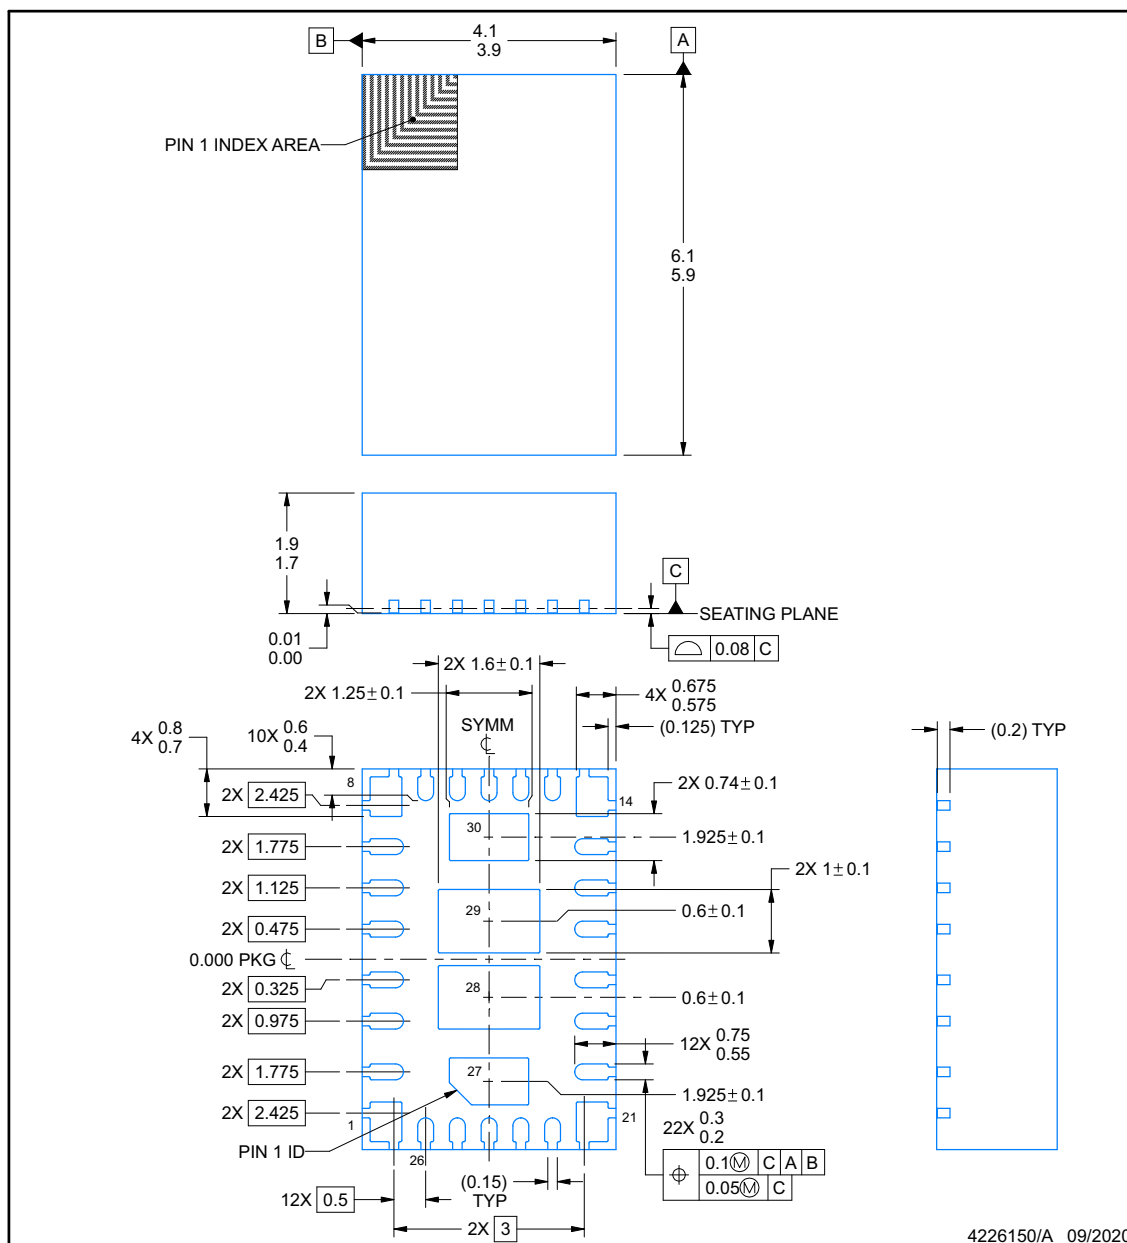 B
4.1
3.9
A
PIN 1 INDEX AREA
6.1
5.9
1.9
1.7
C
SEATING PLANE
0.01
0.00
0.08 C
2X 1.6±0.1
2X 1.25±0.1
4X 0.675
0.575
SYMM
℄
(0.125) TYP
(0.2) TYP
4X 0.8
0.7
10X 0.6
0.4
8
14
2X 2.425
2X 0.74±0.1
30
1.925±0.1
2X 1.775
2X 1±0.1
2X 1.125
29
0.6±0.1
2X 0.475
0.000 PKG ℄
2X 0.325
28
0.6±0.1
2X 0.975
12X 0.75
0.55
2X 1.775
27
1.925±0.1
2X 2.425
1
21
22X 0.3
0.2
PIN 1 ID
26
⌖ 0.1Ⓜ C A B
0.05Ⓜ C
(0.15)
TYP
12X 0.5
2X 3
4226150/A 09/2020